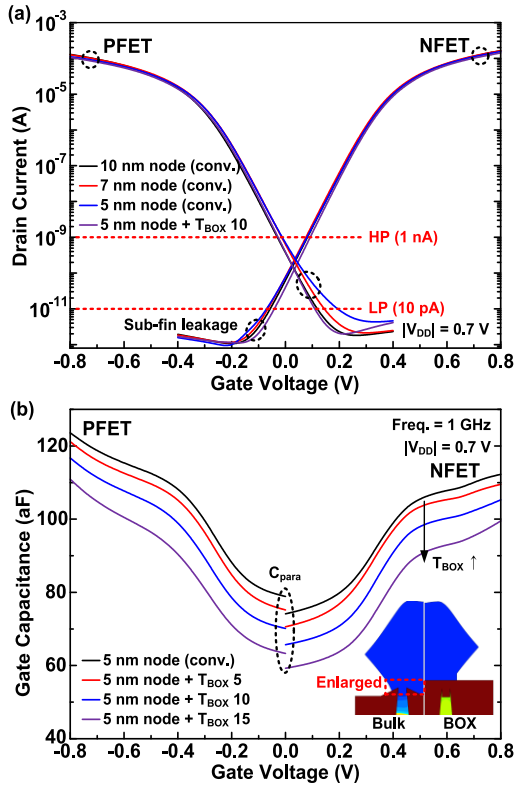 (a)
PFET
NFET
10⁻³
10⁻⁵
10⁻⁷
10⁻⁹
10⁻¹¹
Drain Current (A)
10 nm node (conv.)
7 nm node (conv.)
5 nm node (conv.)
5 nm node + T_BOX 10
HP (1 nA)
LP (10 pA)
Sub-fin leakage
|V_DD| = 0.7 V
-0.8 -0.6 -0.4 -0.2 0.0 0.2 0.4 0.6 0.8
Gate Voltage (V)
(b)
PFET
Freq. = 1 GHz
|V_DD| = 0.7 V
NFET
120
100
80
60
40
Gate Capacitance (aF)
C_para
T_BOX ↑
5 nm node (conv.)
5 nm node + T_BOX 5
5 nm node + T_BOX 10
5 nm node + T_BOX 15
Enlarged
Bulk BOX
-0.8 -0.6 -0.4 -0.2 0.0 0.2 0.4 0.6 0.8
Gate Voltage (V)